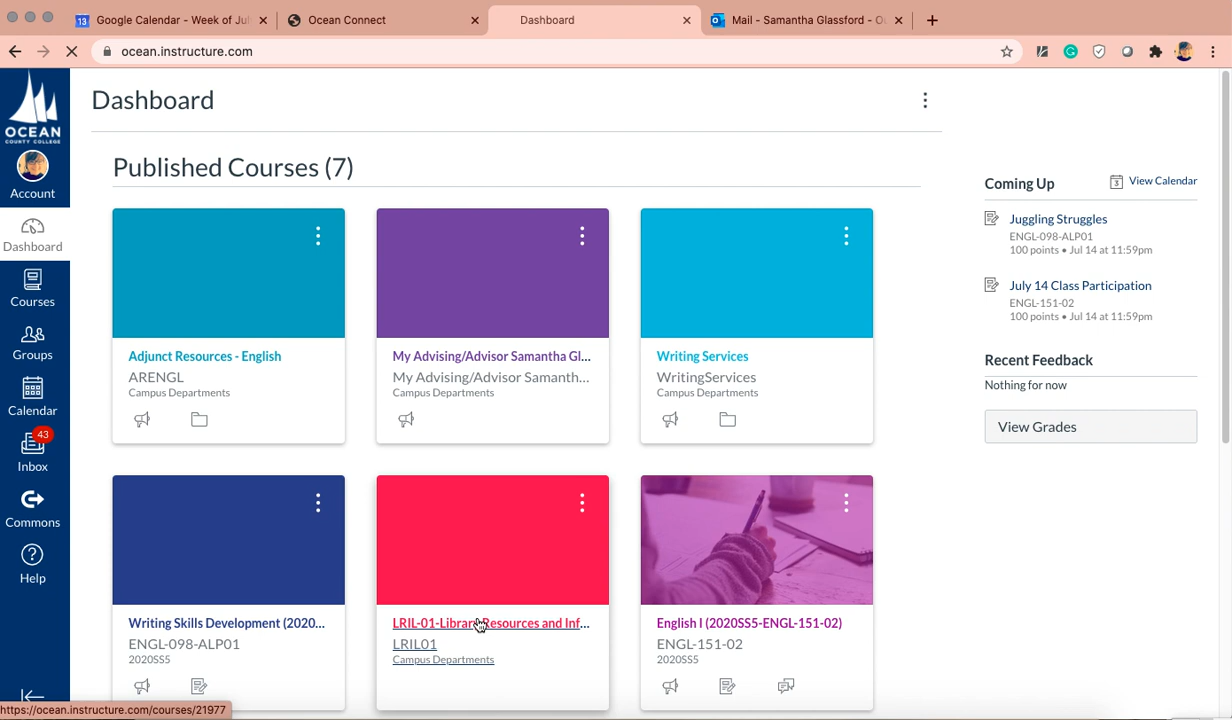 13 Google Calendar - Week of Jul
Ocean Connect
Dashboard
Mail - Samantha Glassford - Ou
ocean.instructure.com
OCEAN
COUNTY COLLEGE
Account
Dashboard
Courses
Groups
Calendar
43
Inbox
Commons
Help
Dashboard
Published Courses (7)
Adjunct Resources - English
ARENGL
Campus Departments
My Advising/Advisor Samantha Gl...
My Advising/Advisor Samanth...
Campus Departments
Writing Services
WritingServices
Campus Departments
Writing Skills Development (2020...
ENGL-098-ALP01
2020SS5
LRIL-01-Library Resources and Inf...
LRIL01
Campus Departments
English I (2020SS5-ENGL-151-02)
ENGL-151-02
2020SS5
Coming Up
3 View Calendar
Juggling Struggles
ENGL-098-ALP01
100 points • Jul 14 at 11:59pm
July 14 Class Participation
ENGL-151-02
100 points • Jul 14 at 11:59pm
Recent Feedback
Nothing for now
View Grades
https://ocean.instructure.com/courses/21977